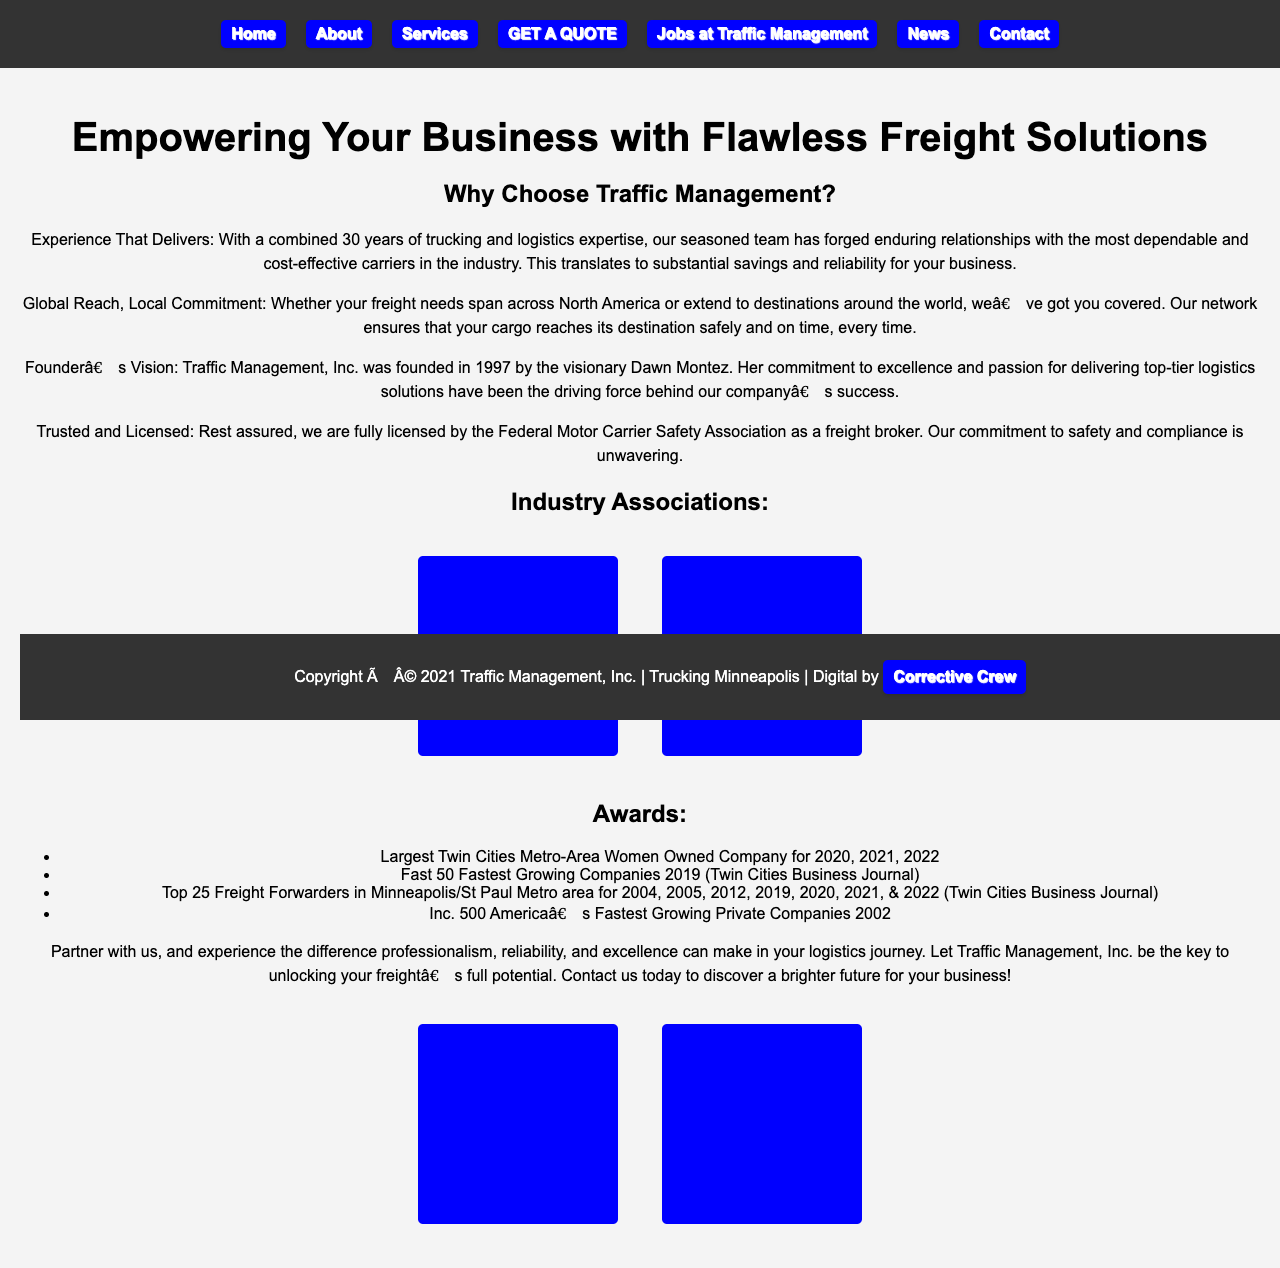 Home About Services GET A QUOTE Jobs at Traffic Management News Contact
Empowering Your Business with Flawless Freight Solutions
Why Choose Traffic Management?
Experience That Delivers: With a combined 30 years of trucking and logistics expertise, our seasoned team has forged enduring relationships with the most dependable and
cost-effective carriers in the industry. This translates to substantial savings and reliability for your business.
Global Reach, Local Commitment: Whether your freight needs span across North America or extend to destinations around the world, weâ€ ve got you covered. Our network
ensures that your cargo reaches its destination safely and on time, every time.
Founderâ€ s Vision: Traffic Management, Inc. was founded in 1997 by the visionary Dawn Montez. Her commitment to excellence and passion for delivering top-tier logistics
solutions have been the driving force behind our companyâ€ s success.
Trusted and Licensed: Rest assured, we are fully licensed by the Federal Motor Carrier Safety Association as a freight broker. Our commitment to safety and compliance is
unwavering.
Industry Associations:
Copyright Ã Â© 2021 Traffic Management, Inc. | Trucking Minneapolis | Digital by Corrective Crew
Awards:
• Largest Twin Cities Metro-Area Women Owned Company for 2020, 2021, 2022
• Fast 50 Fastest Growing Companies 2019 (Twin Cities Business Journal)
• Top 25 Freight Forwarders in Minneapolis/St Paul Metro area for 2004, 2005, 2012, 2019, 2020, 2021, & 2022 (Twin Cities Business Journal)
• Inc. 500 Americaâ€ s Fastest Growing Private Companies 2002
Partner with us, and experience the difference professionalism, reliability, and excellence can make in your logistics journey. Let Traffic Management, Inc. be the key to
unlocking your freightâ€ s full potential. Contact us today to discover a brighter future for your business!